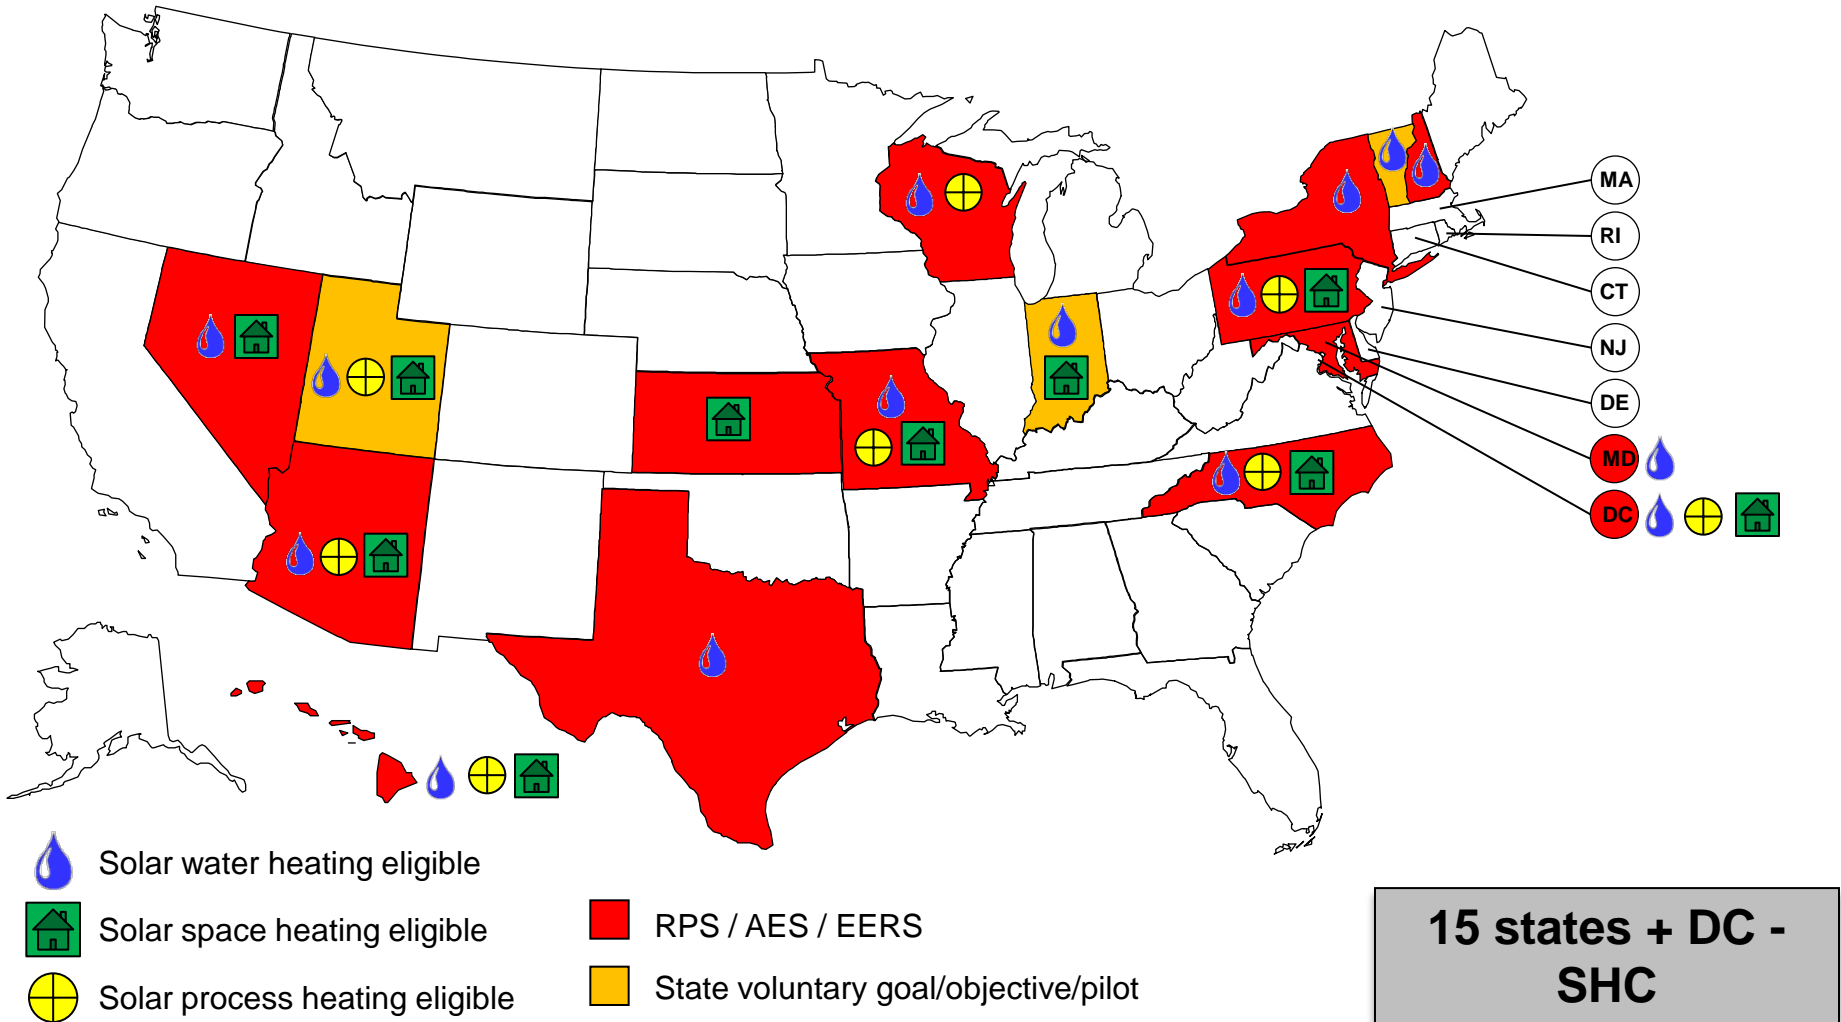 MA
RI
CT
NJ
DE
MD
DC
Solar water heating eligible
Solar space heating eligible
Solar process heating eligible
RPS / AES / EERS
State voluntary goal/objective/pilot
15 states + DC -
SHC